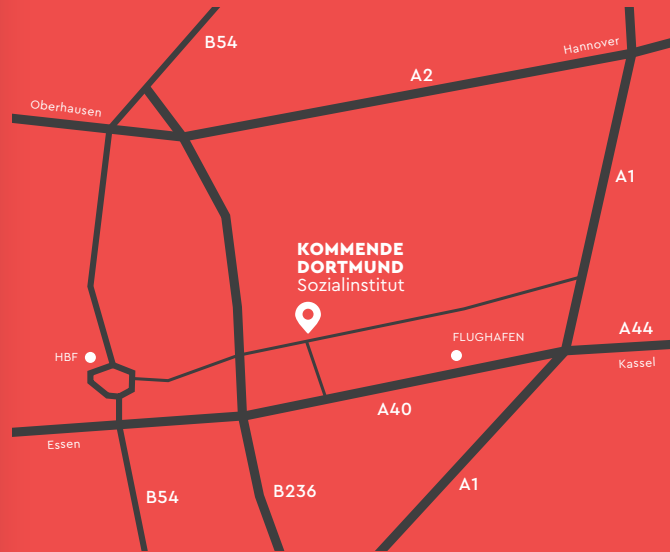 B54
Hannover
A2
Oberhausen
A1
KOMMENDE
DORTMUND
Sozialinstitut
A44
FLUGHAFEN
HBF
Kassel
A40
Essen
A1
B236
B54